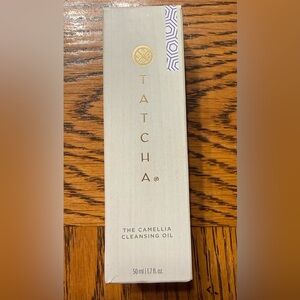 TATCHA®
THE CAMELLIA
CLEANSING OIL
50 ml | 1.7 fl. oz.